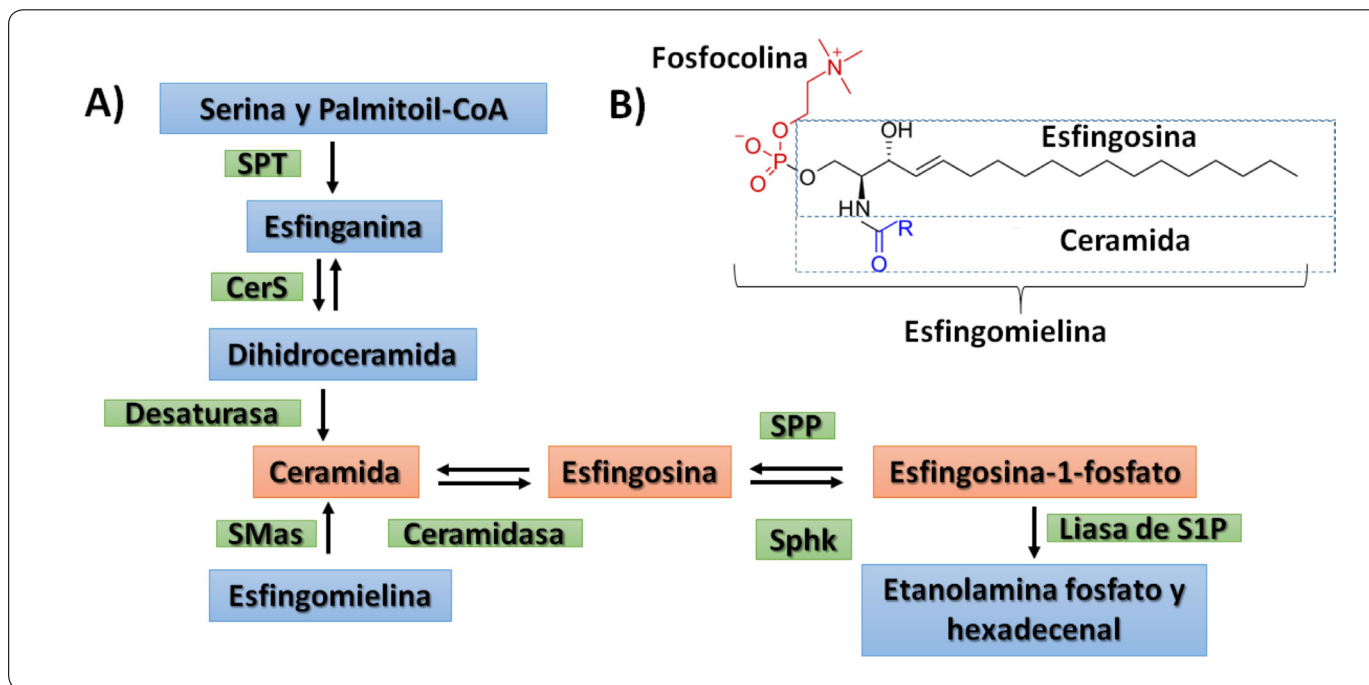 A)
Serina y Palmitoil-CoA
SPT
Esfinganina
CerS
Dihidroceramida
Desaturasa
Ceramida
Esfingosina
SPP
Esfingosina-1-fosfato
SMas
Ceramidasa
Sphk
Liasa de S1P
Esfingomielina
Etanolamina fosfato y
hexadecenal
B)
Fosfocolina
N+
O
OH
Esfingosina
−O
P
O
O
HN
R
O
Ceramida
Esfingomielina